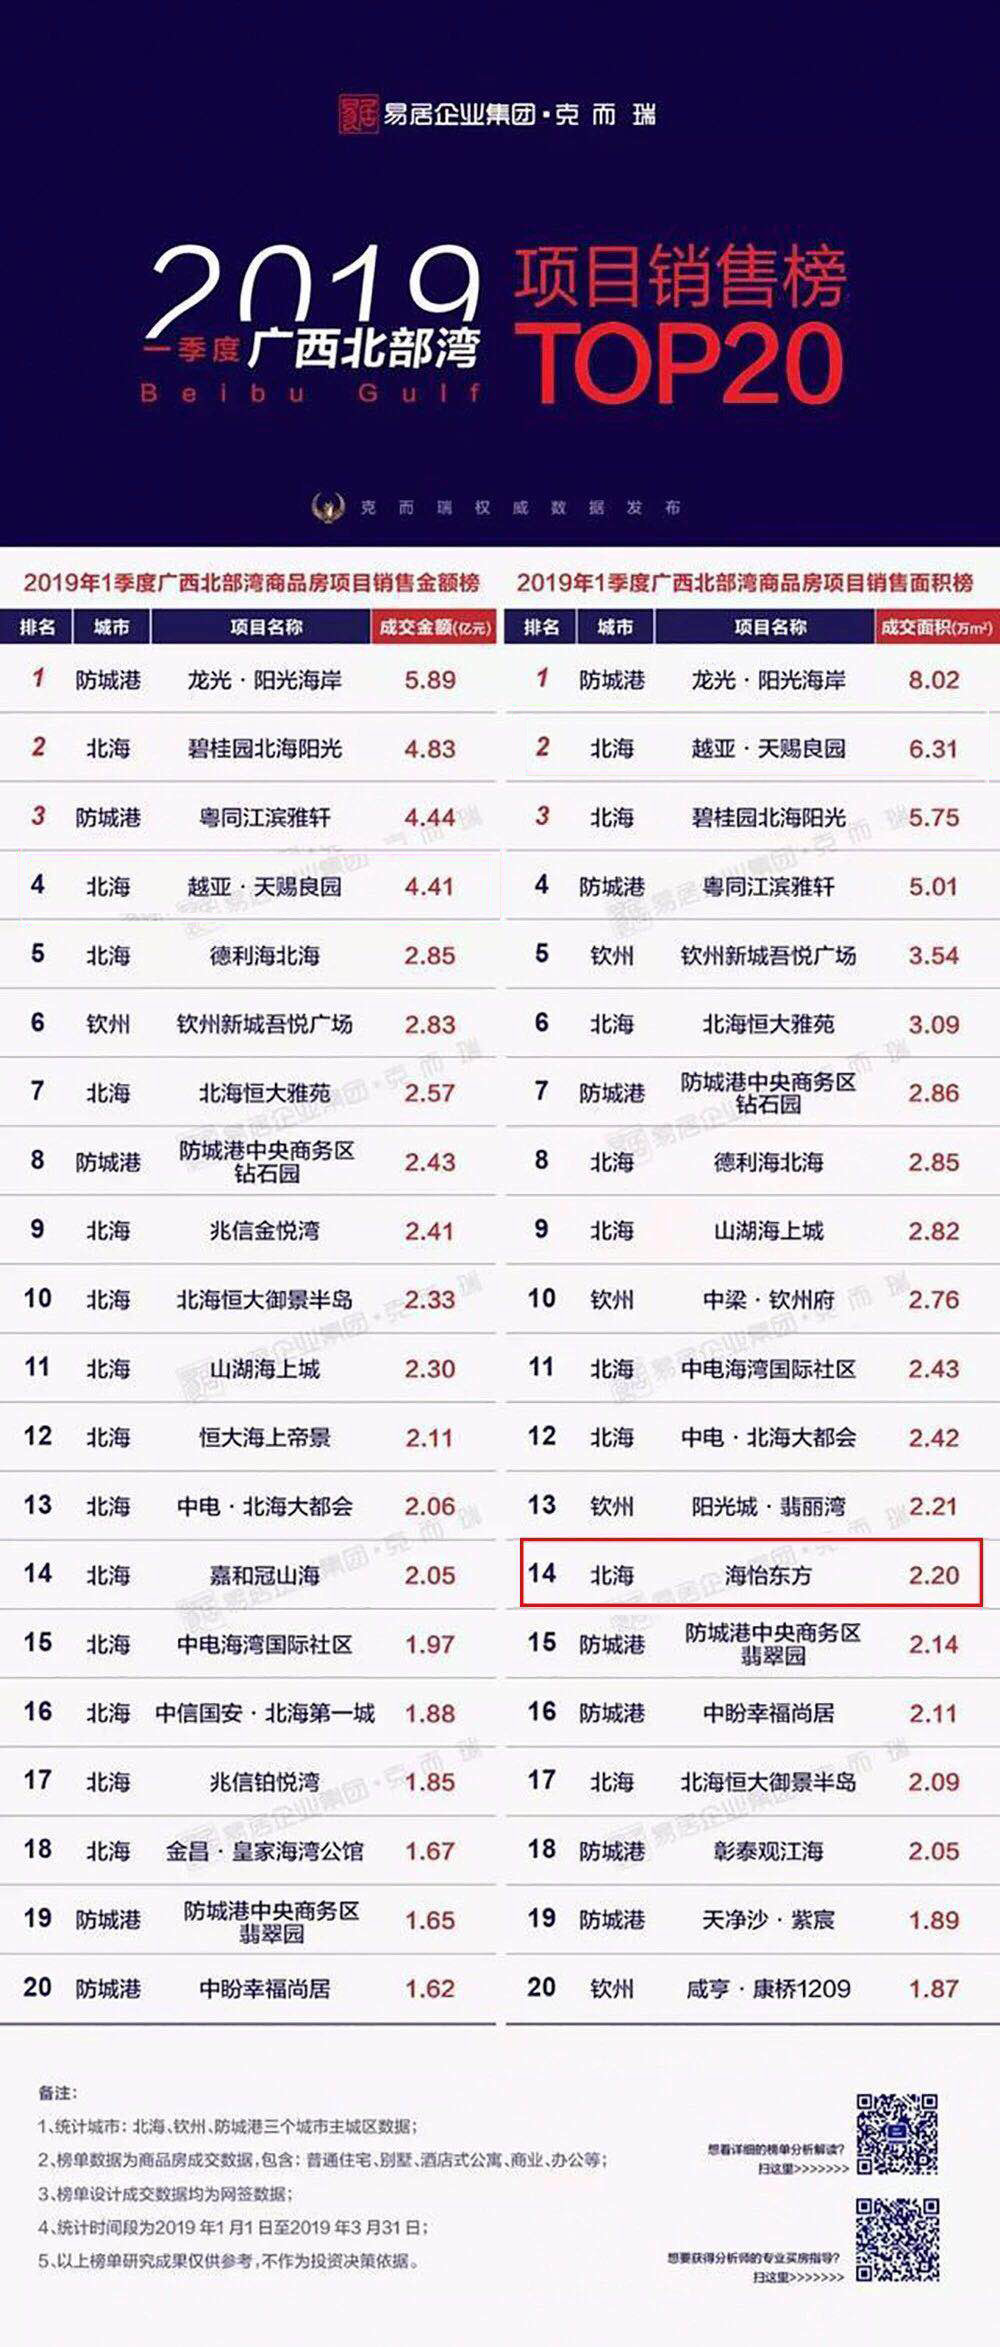 易居企业集团·克而瑞
2019
一季度广西北部湾
Beibu Gulf
项目销售榜
TOP20
克而瑞权威数据发布
2019年1季度广西北部湾商品房项目销售金额榜
排名 城市 项目名称 成交金额(亿元)
1 防城港 龙光·阳光海岸 5.89
2 北海 碧桂园北海阳光 4.83
3 防城港 粤同江滨雅轩 4.44
4 北海 越亚·天赐良园 4.41
5 北海 德利海北海 2.85
6 钦州 钦州新城吾悦广场 2.83
7 北海 北海恒大雅苑 2.57
8 防城港 防城港中央商务区
钻石园 2.43
9 北海 兆信金悦湾 2.41
10 北海 北海恒大御景半岛 2.33
11 北海 山湖海上城 2.30
12 北海 恒大海上帝景 2.11
13 北海 中电·北海大都会 2.06
14 北海 嘉和冠山海 2.05
15 北海 中电海湾国际社区 1.97
16 北海 中信国安·北海第一城 1.88
17 北海 兆信铂悦湾 1.85
18 北海 金昌·皇家海湾公馆 1.67
19 防城港 防城港中央商务区
翡翠园 1.65
20 防城港 中盼幸福尚居 1.62
2019年1季度广西北部湾商品房项目销售面积榜
排名 城市 项目名称 成交面积(万m²)
1 防城港 龙光·阳光海岸 8.02
2 北海 越亚·天赐良园 6.31
3 北海 碧桂园北海阳光 5.75
4 防城港 粤同江滨雅轩 5.01
5 钦州 钦州新城吾悦广场 3.54
6 北海 北海恒大雅苑 3.09
7 防城港 防城港中央商务区
钻石园 2.86
8 北海 德利海北海 2.85
9 北海 山湖海上城 2.82
10 钦州 中梁·钦州府 2.76
11 北海 中电海湾国际社区 2.43
12 北海 中电·北海大都会 2.42
13 钦州 阳光城·翡丽湾 2.21
14 北海 海怡东方 2.20
15 防城港 防城港中央商务区
翡翠园 2.14
16 防城港 中盼幸福尚居 2.11
17 北海 北海恒大御景半岛 2.09
18 防城港 彰泰观江海 2.05
19 防城港 天净沙·紫宸 1.89
20 钦州 咸亨·康桥1209 1.87
备注：
1、统计城市：北海、钦州、防城港三个城市主城区数据；
2、榜单数据为商品房成交数据，包含：普通住宅、别墅、酒店式公寓、商业、办公等；
3、榜单设计成交数据均为网签数据；
4、统计时间段为2019年1月1日至2019年3月31日；
5、以上榜单研究成果仅供参考，不作为投资决策依据。
想看详细的榜单分析解读？
扫这里>>>>>>>
想要获得分析师的专业买房指导？
扫这里>>>>>>>